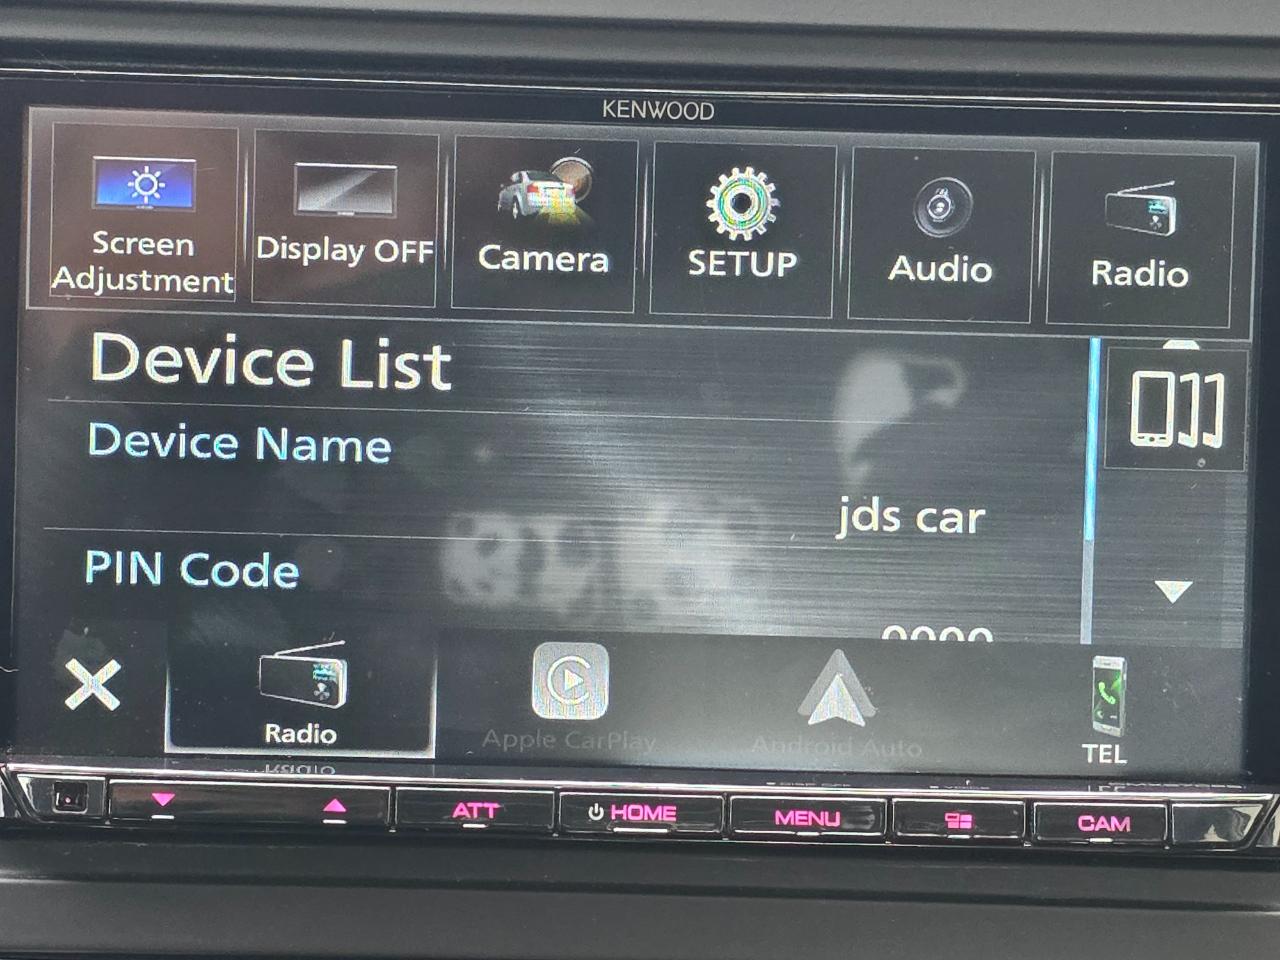 KENWOOD
Screen
Adjustment
Display OFF
Camera
SETUP
Audio
Radio
Device List
Device Name
jds car
PIN Code
0000
Radio
Apple CarPlay
Android Auto
TEL
ATT
HOME
MENU
CAM